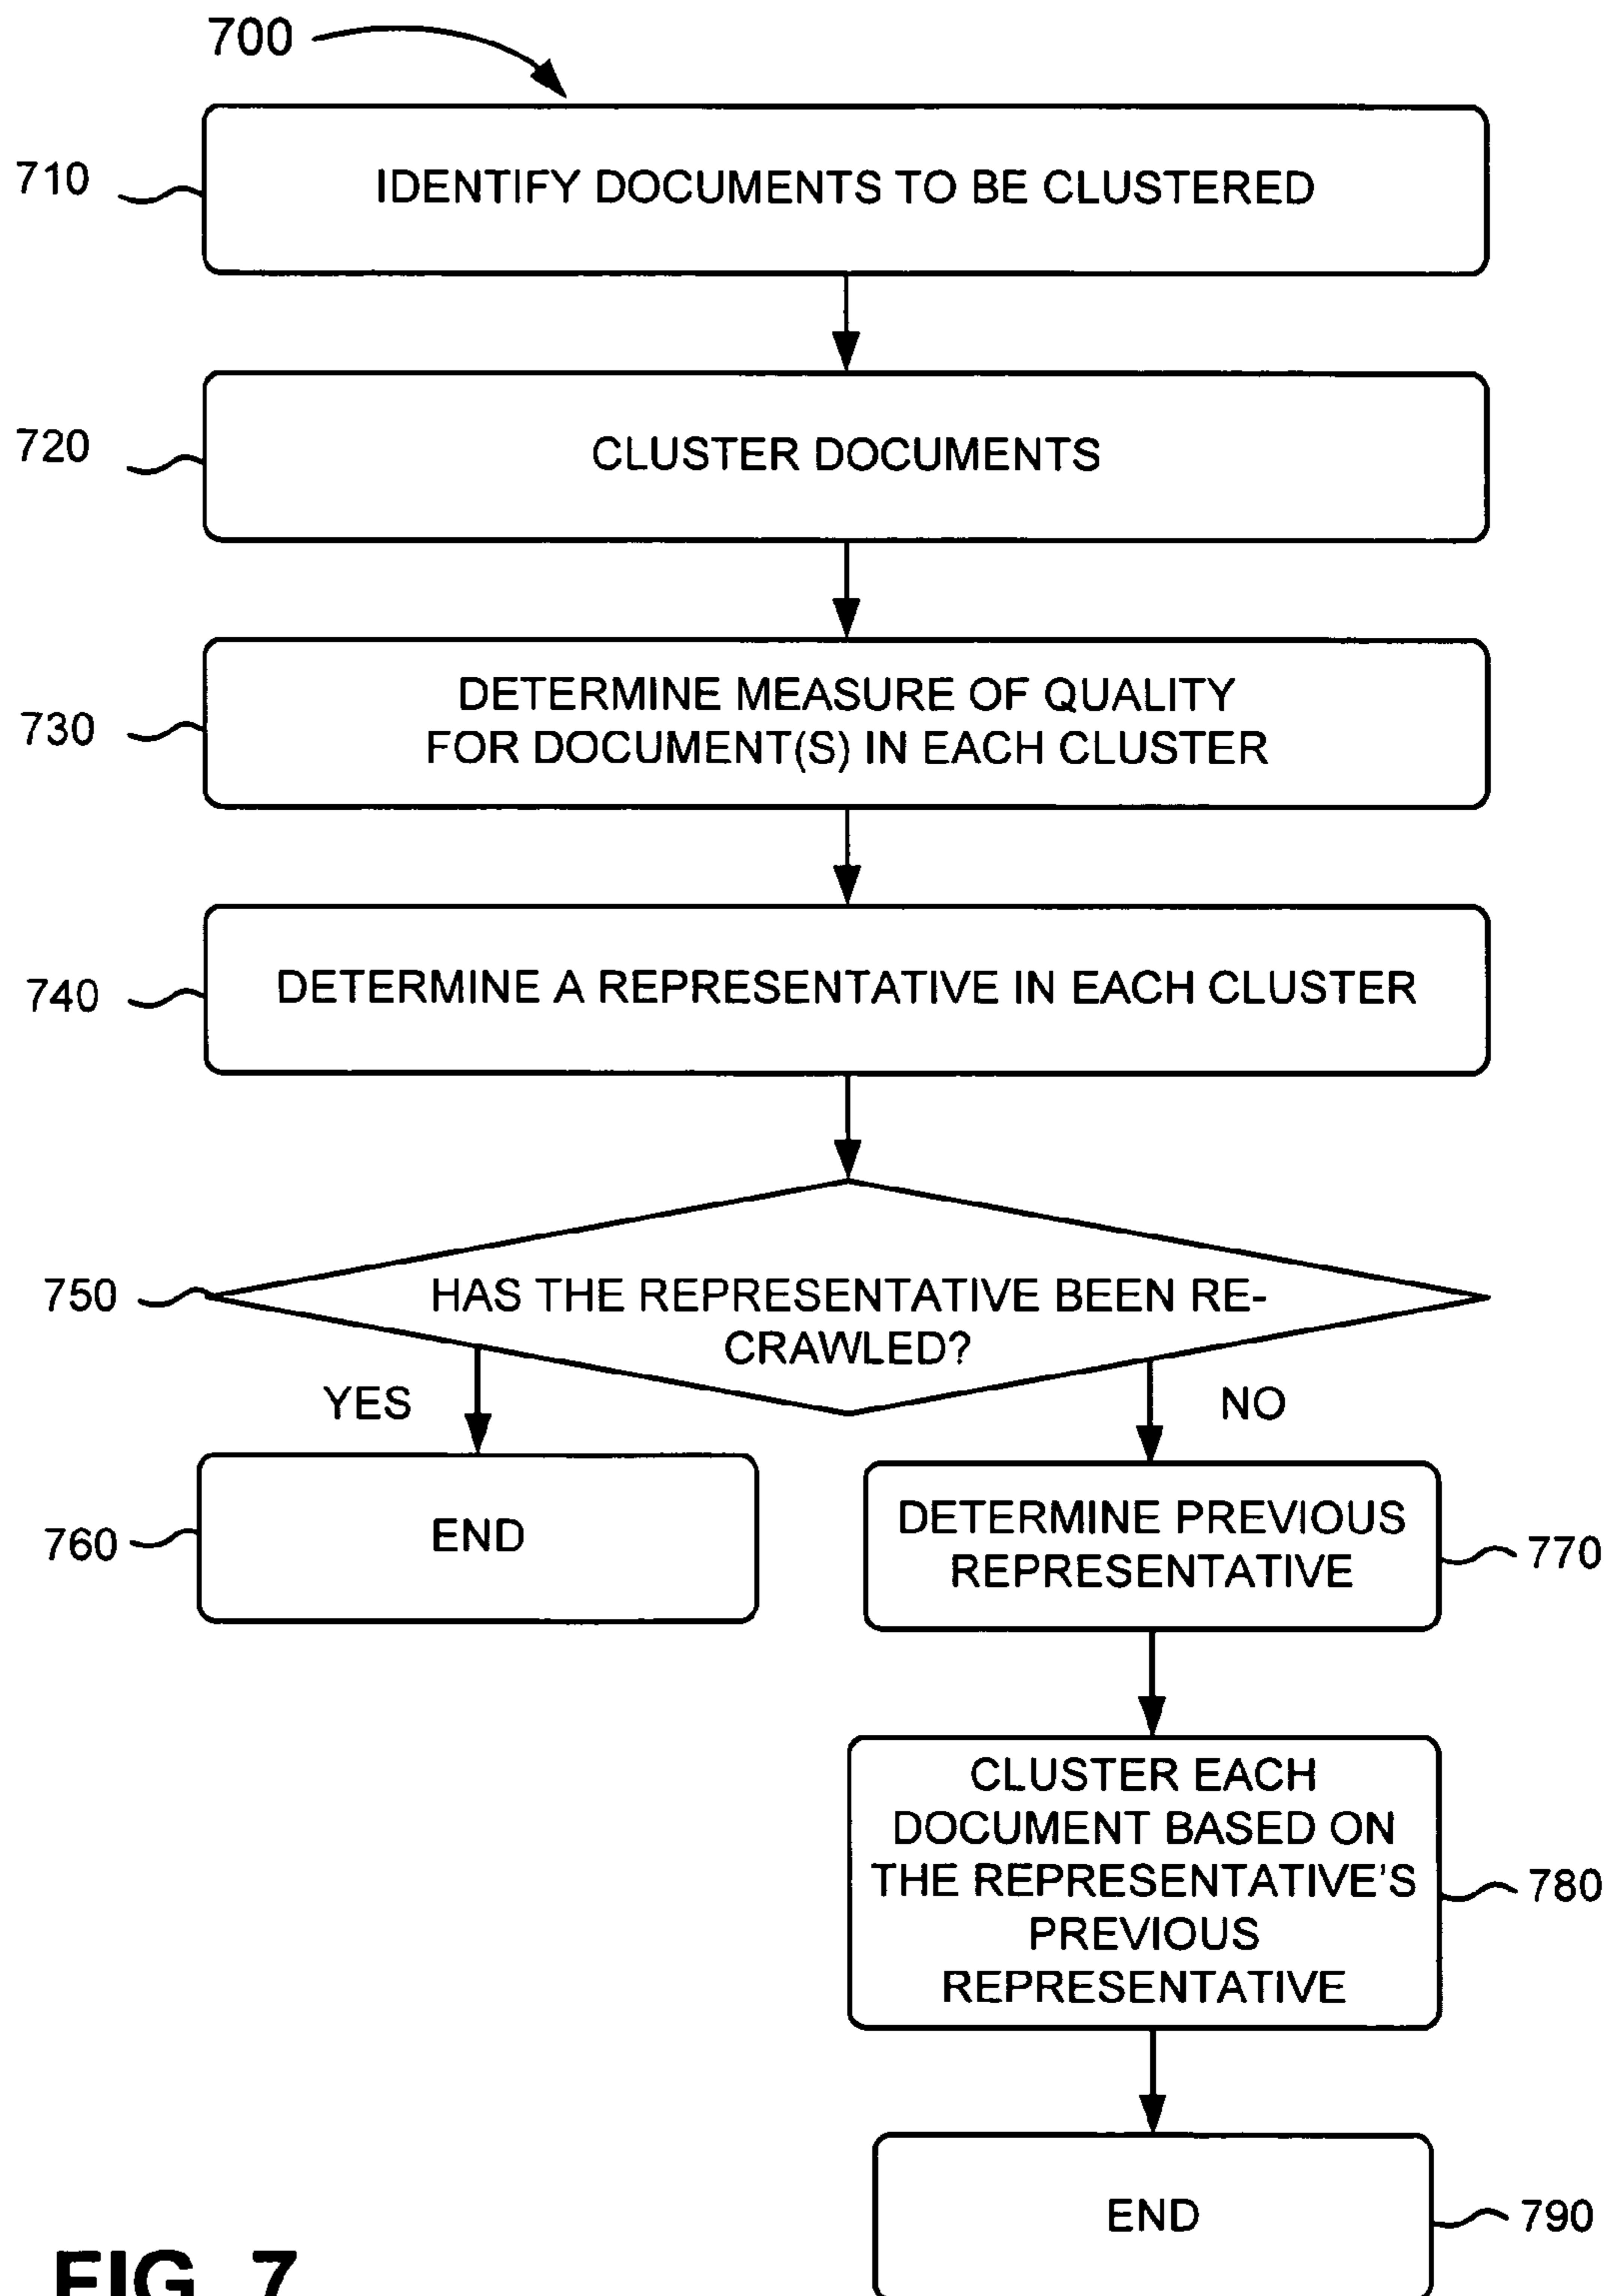 700
710
IDENTIFY DOCUMENTS TO BE CLUSTERED
720
CLUSTER DOCUMENTS
730
DETERMINE MEASURE OF QUALITY
FOR DOCUMENT(S) IN EACH CLUSTER
740
DETERMINE A REPRESENTATIVE IN EACH CLUSTER
750
HAS THE REPRESENTATIVE BEEN RE-
CRAWLED?
YES
NO
760
END
DETERMINE PREVIOUS
REPRESENTATIVE
770
CLUSTER EACH
DOCUMENT BASED ON
THE REPRESENTATIVE'S
PREVIOUS
REPRESENTATIVE
780
END
790
FIG. 7